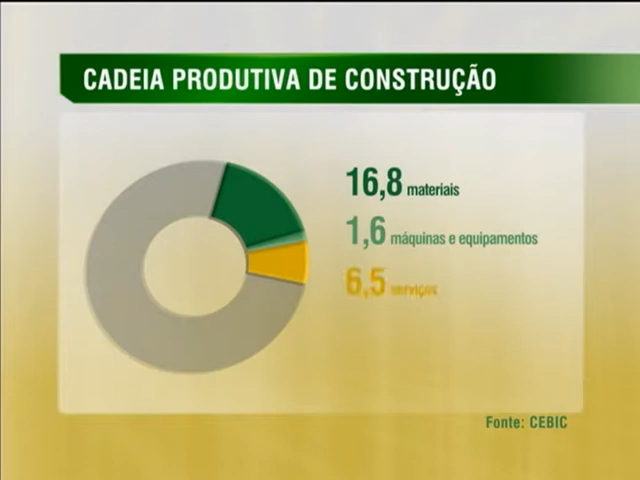 CADEIA PRODUTIVA DE CONSTRUÇÃO
16,8 materiais
1,6 máquinas e equipamentos
6,5 serviços
Fonte: CEBIC